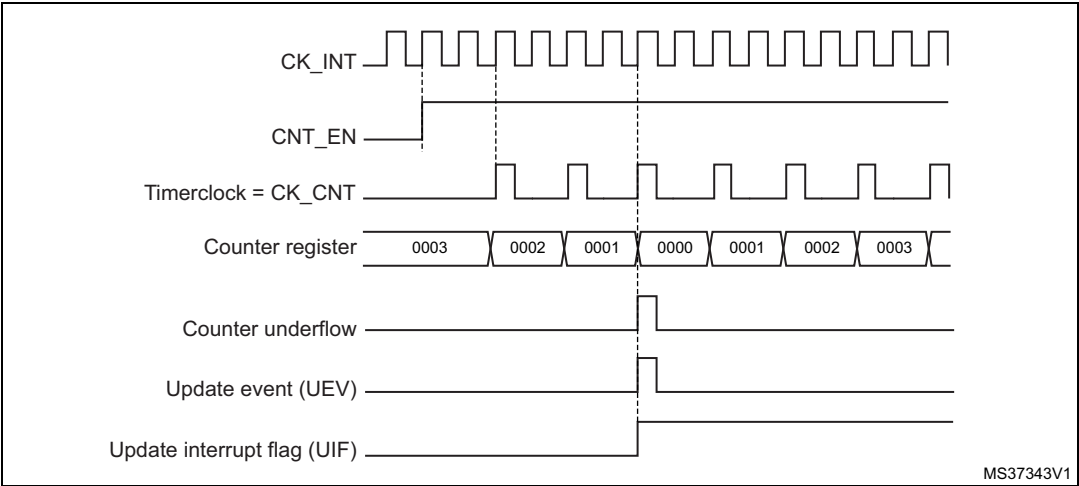 CK_INT
CNT_EN
Timerclock = CK_CNT
Counter register 0003 0002 0001 0000 0001 0002 0003
Counter underflow
Update event (UEV)
Update interrupt flag (UIF)
MS37343V1